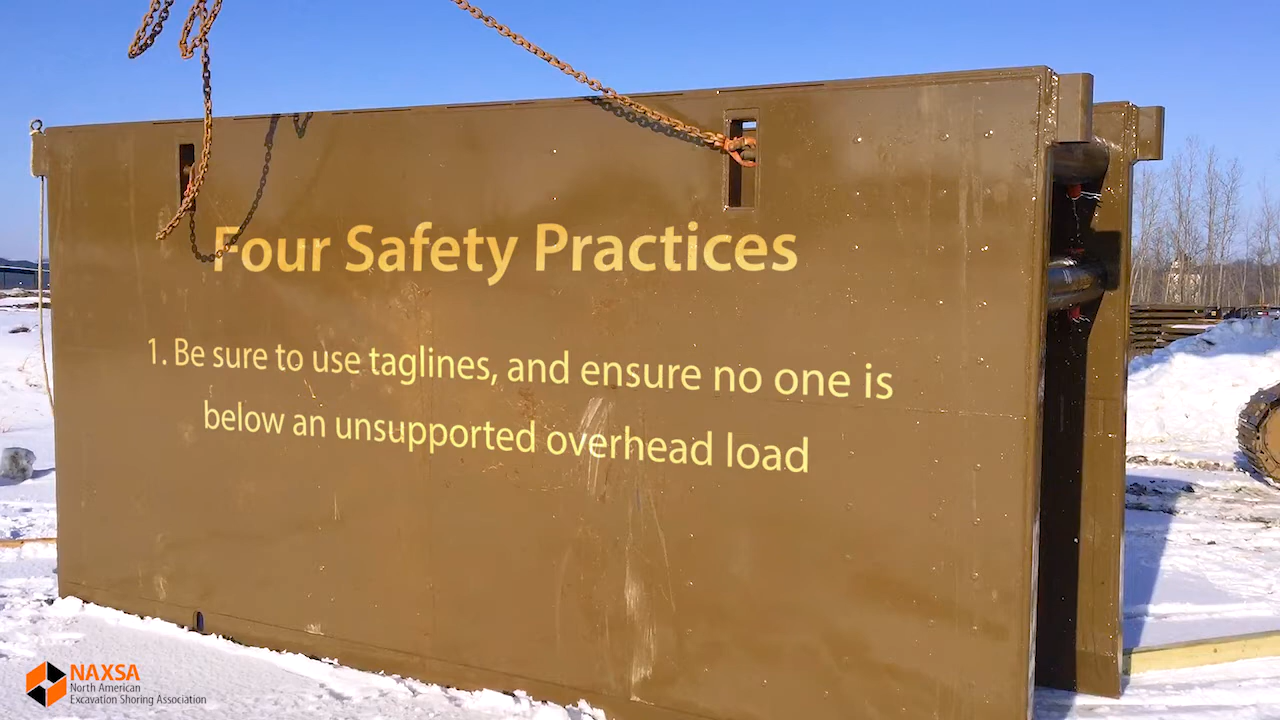 Four Safety Practices
1. Be sure to use taglines, and ensure no one is
below an unsupported overhead load
NAXSA
North American
Excavation Shoring Association